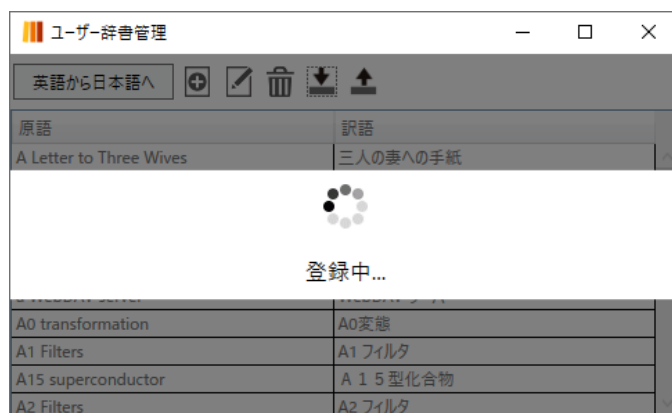 ユーザー辞書管理
英語から日本語へ
原語 訳語
A Letter to Three Wives 三人の妻への手紙
登録中...
A0 transformation A0変態
A1 Filters A1 フィルタ
A15 superconductor A 1 5 型化合物
A2 Filters A2 フィルタ